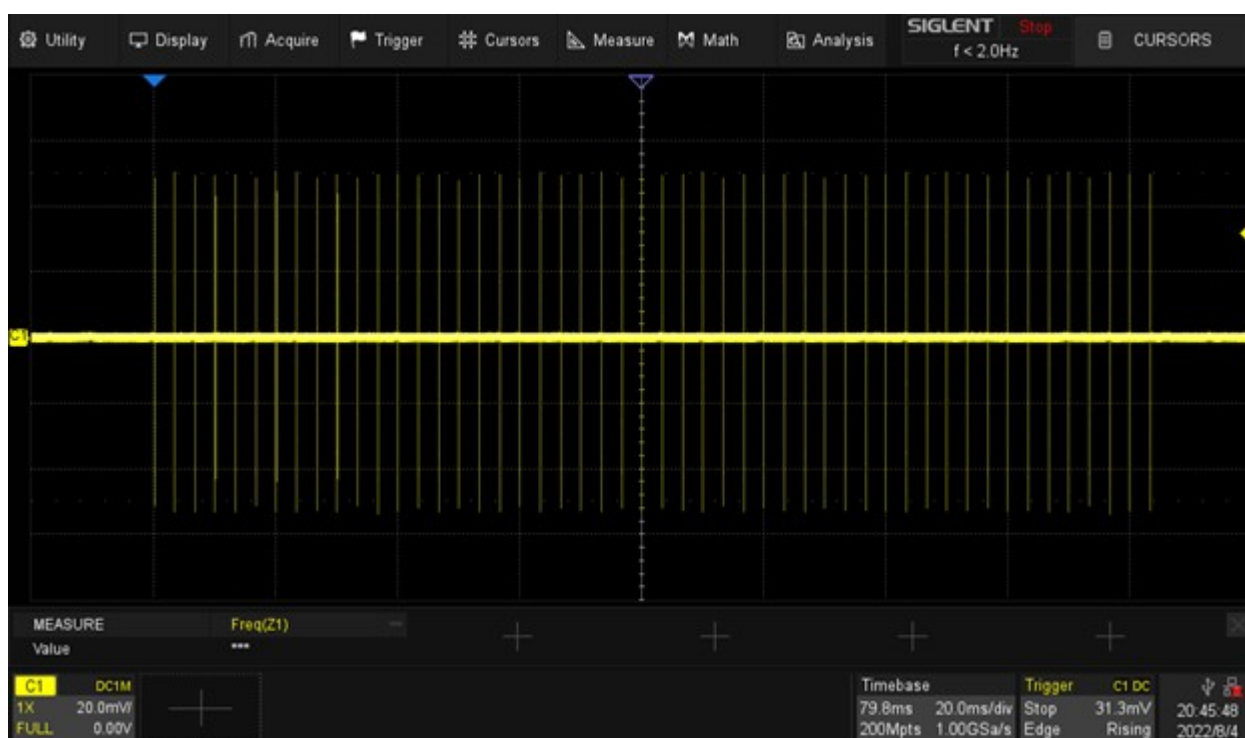 Utility Display Acquire Trigger Cursors Measure Math Analysis SIGLENT Stop CURSORS
f < 2.0Hz
C1
MEASURE Freq(Z1)
Value ***
C1 DC1M Timebase Trigger C1 DC
1X 20.0mV/ 79.8ms 20.0ms/div Stop 31.3mV 20:45:48
FULL 0.00V 200Mpts 1.00GSa/s Edge Rising 2022/8/4